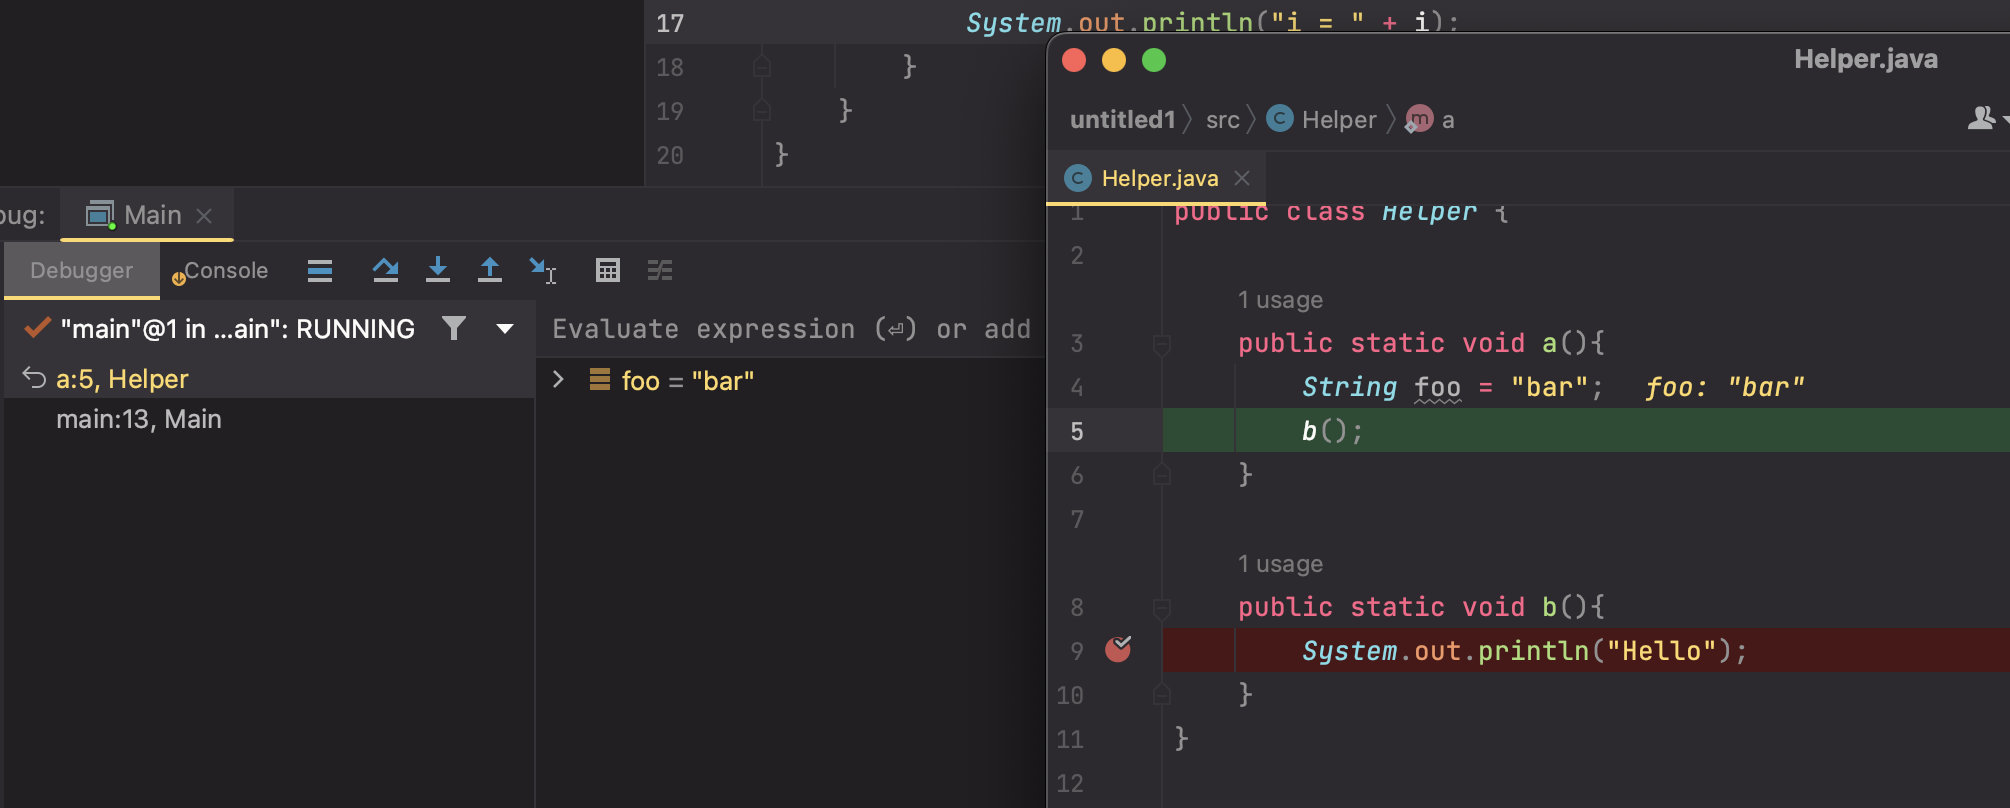 17 System.out.println("i = " + i);
18 }
19 }
20 }
bug:
Main
Debugger
Console
"main"@1 in ...ain": RUNNING
a:5, Helper
main:13, Main
Evaluate expression (⏎) or add
foo = "bar"
Helper.java
untitled1 src C Helper m a
C Helper.java
1 public class Helper {
2
1 usage
3 public static void a(){
4 String foo = "bar"; foo: "bar"
5 b();
6 }
7
1 usage
8 public static void b(){
9 System.out.println("Hello");
10 }
11 }
12